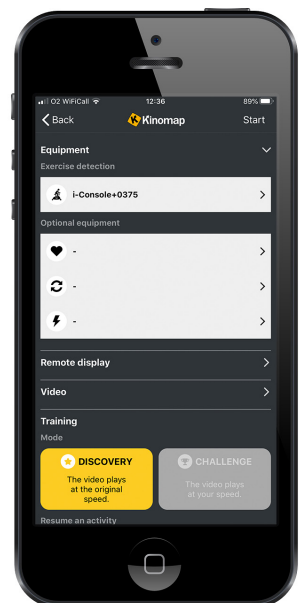 O2 WiFiCall 12:36 89%
Back Kinomap Start
Equipment
Exercise detection
i-Console+0375
Optional equipment
-
-
-
Remote display
Video
Training
Mode
DISCOVERY
The video plays
at the original
speed.
CHALLENGE
The video plays
at your speed.
Resume an activity